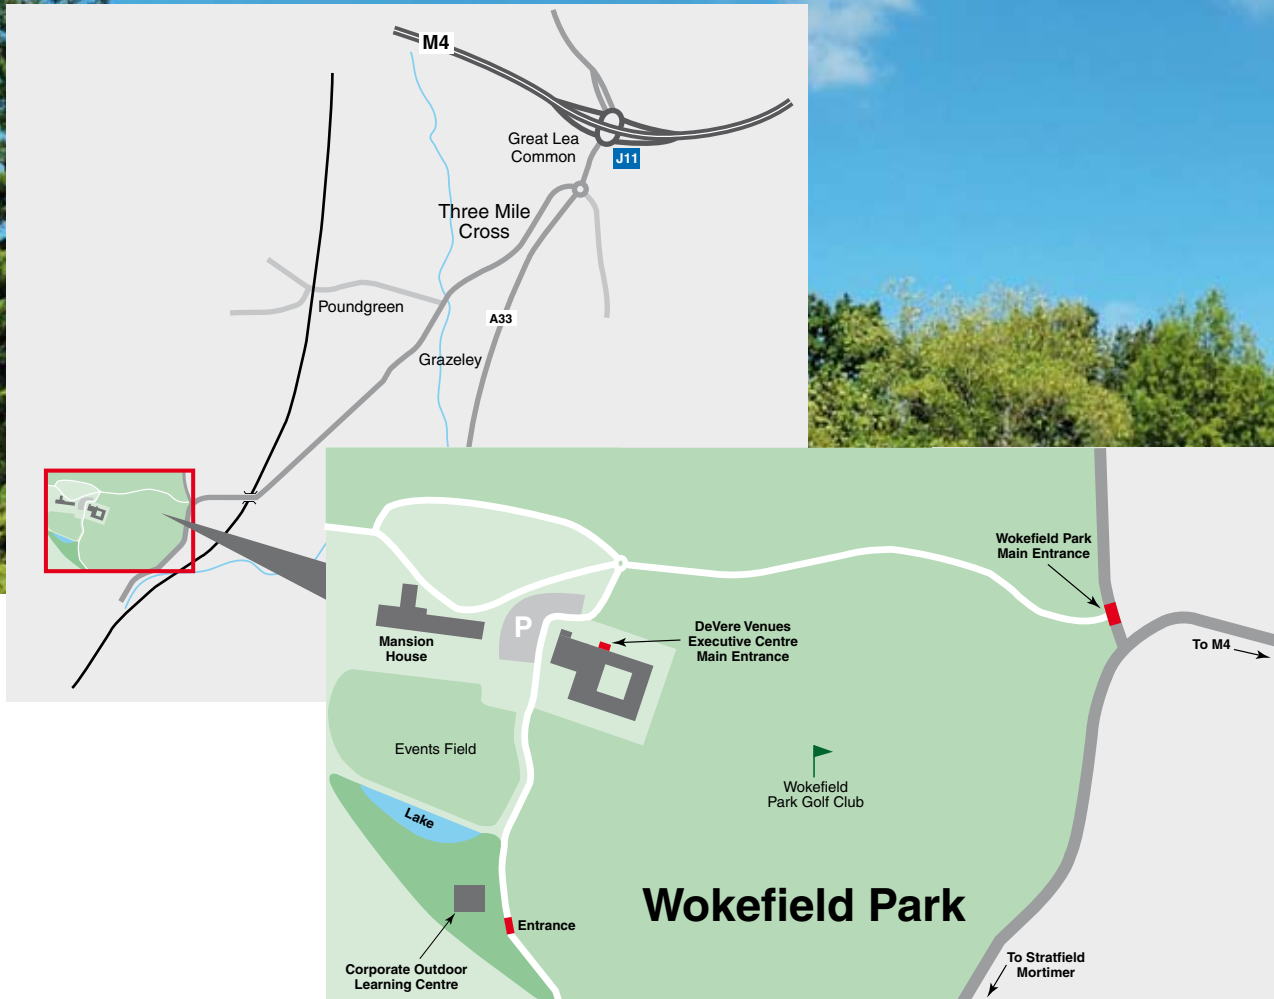 M4
Great Lea
Common
J11
Three Mile
Cross
Poundgreen
A33
Grazeley
Wokefield Park
Main Entrance
To M4
P
DeVere Venues
Executive Centre
Main Entrance
Mansion
House
Events Field
Wokefield
Park Golf Club
Lake
Wokefield Park
Entrance
Corporate Outdoor
Learning Centre
To Stratfield
Mortimer